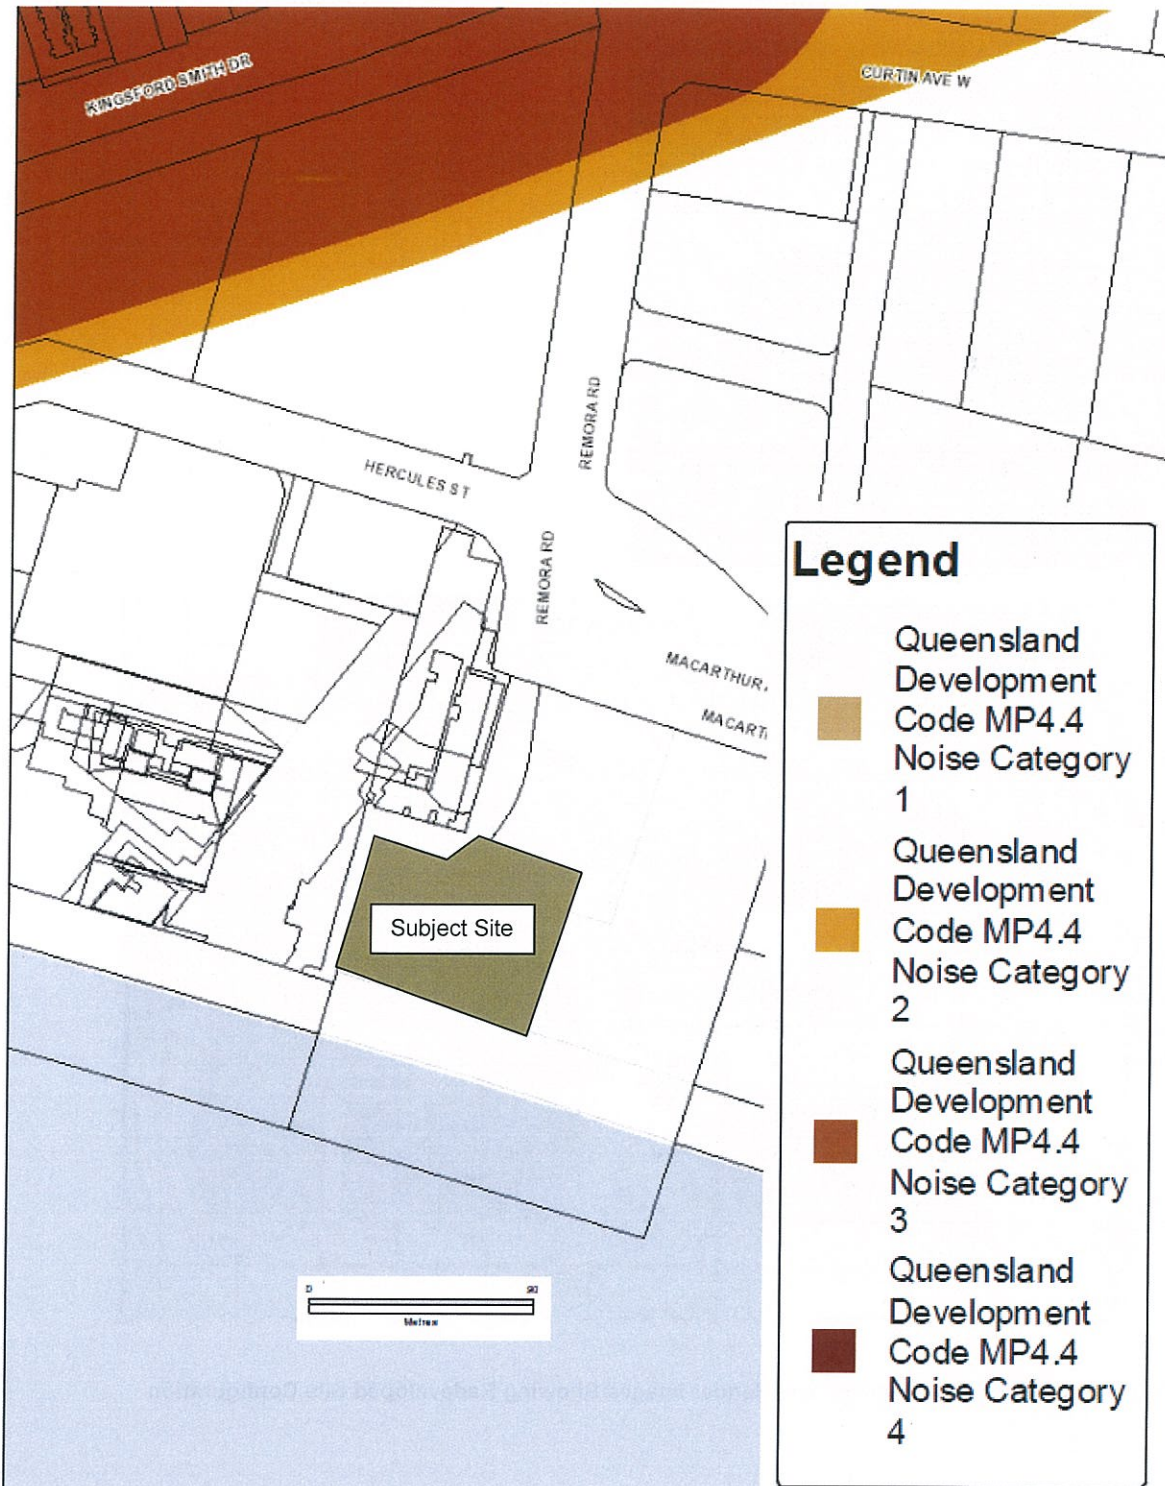 KINGSFORD SMITH DR
CURTIN AVE W
REMORA RD
HERCULES ST
REMORA RD
MACARTHUR
MACART
Subject Site
0 90
Metres
Legend
Queensland
Development
Code MP4.4
Noise Category
1
Queensland
Development
Code MP4.4
Noise Category
2
Queensland
Development
Code MP4.4
Noise Category
3
Queensland
Development
Code MP4.4
Noise Category
4